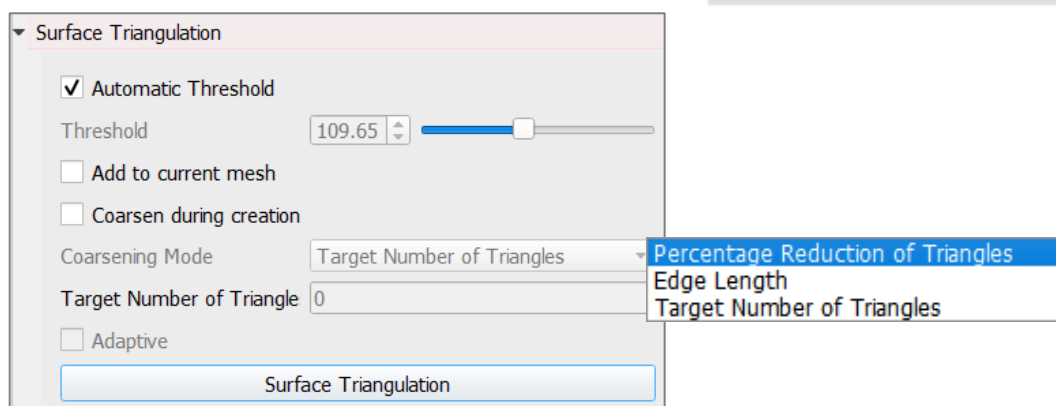 Surface Triangulation
Automatic Threshold
Threshold 109.65
Add to current mesh
Coarsen during creation
Coarsening Mode Target Number of Triangles
Percentage Reduction of Triangles
Edge Length
Target Number of Triangles
Target Number of Triangle 0
Adaptive
Surface Triangulation